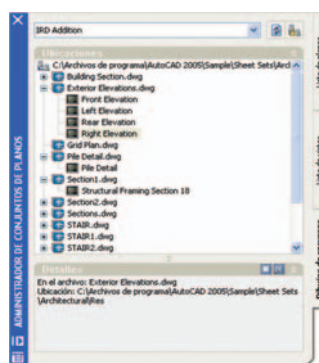 IRD Addition
Ubicaciones
C:\Archivos de programa\AutoCAD 2005\Sample\Sheet Sets\Arch
Building Section.dwg
Exterior Elevations.dwg
Front Elevation
Left Elevation
Rear Elevation
Right Elevation
Grid Plan.dwg
Pile Detail.dwg
Pile Detail
Section1.dwg
Structural Framing Section 18
Section2.dwg
Sections.dwg
STAIR.dwg
STAIR1.dwg
STAIR2.dwg
Detalles
En el archivo: Exterior Elevations.dwg
Ubicación: C:\Archivos de programa\AutoCAD 2005\Sample\Sheet Sets
\Architectural\Res
ADMINISTRADOR DE CONJUNTOS DE PLANOS